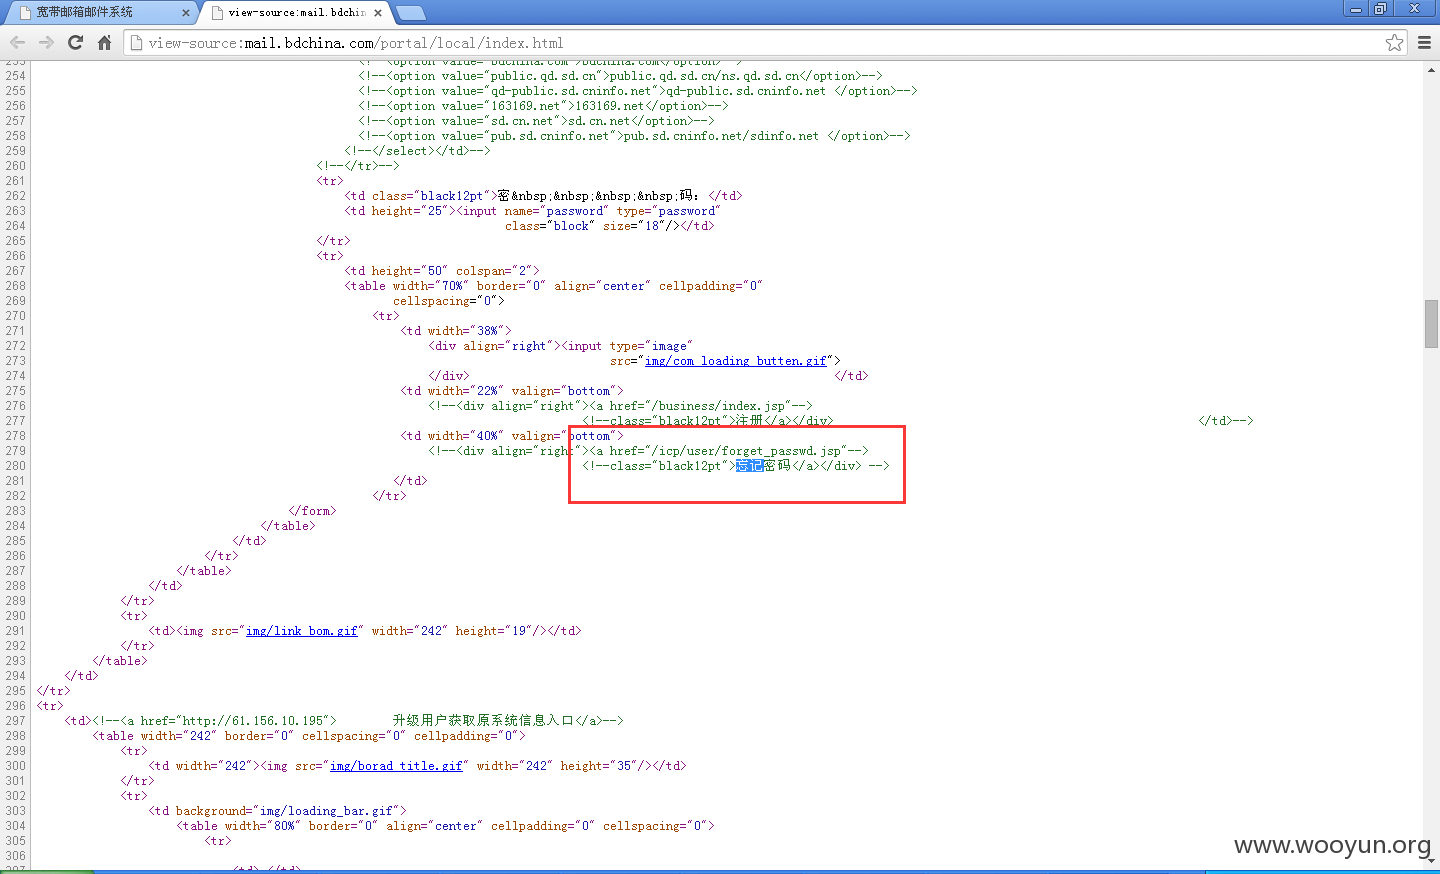 宽带邮箱邮件系统
view-source:mail.bdchin
view-source:mail.bdchina.com/portal/local/index.html
253 <!--<option value="bdchina.com">bdchina.com</option>-->
254 <!--<option value="public.qd.sd.cn">public.qd.sd.cn/ns.qd.sd.cn</option>-->
255 <!--<option value="qd-public.sd.cninfo.net">qd-public.sd.cninfo.net </option>-->
256 <!--<option value="163169.net">163169.net</option>-->
257 <!--<option value="sd.cn.net">sd.cn.net</option>-->
258 <!--<option value="pub.sd.cninfo.net">pub.sd.cninfo.net/sdinfo.net </option>-->
259 <!--</select></td>-->
260 <!--</tr>-->
261 <tr>
262 <td class="black12pt">密&nbsp;&nbsp;&nbsp;&nbsp;码: </td>
263 <td height="25"><input name="password" type="password"
264 class="block" size="18"/></td>
265 </tr>
266 <tr>
267 <td height="50" colspan="2">
268 <table width="70%" border="0" align="center" cellpadding="0"
269 cellspacing="0">
270 <tr>
271 <td width="38%">
272 <div align="right"><input type="image"
273 src="img/com_loading_butten.gif">
274 </div> </td>
275 <td width="22%" valign="bottom">
276 <!--<div align="right"><a href="/business/index.jsp"-->
277 <!--class="black12pt">注册</a></div> </td>-->
278 <td width="40%" valign="bottom">
279 <!--<div align="right"><a href="/icp/user/forget_passwd.jsp"-->
280 <!--class="black12pt">忘记密码</a></div> -->
281 </td>
282 </tr>
283 </form>
284 </table>
285 </td>
286 </tr>
287 </table>
288 </td>
289 </tr>
290 <tr>
291 <td><img src="img/link_bom.gif" width="242" height="19"/></td>
292 </tr>
293 </table>
294 </td>
295 </tr>
296 <tr>
297 <td><!--<a href="http://61.156.10.195"> 升级用户获取原系统信息入口</a>-->
298 <table width="242" border="0" cellspacing="0" cellpadding="0">
299 <tr>
300 <td width="242"><img src="img/borad_title.gif" width="242" height="35"/></td>
301 </tr>
302 <tr>
303 <td background="img/loading_bar.gif">
304 <table width="80%" border="0" align="center" cellpadding="0" cellspacing="0">
305 <tr>
306
www.wooyun.org